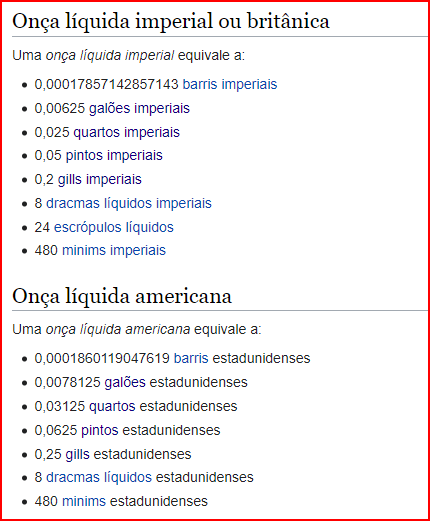 Onça líquida imperial ou britânica
Uma onça líquida imperial equivale a:
0,00017857142857143 barris imperiais
0,00625 galões imperiais
0,025 quartos imperiais
0,05 pintos imperiais
0,2 gills imperiais
8 dracmas líquidos imperiais
24 escrópulos líquidos
480 minims imperiais
Onça líquida americana
Uma onça líquida americana equivale a:
0,0001860119047619 barris estadunidenses
0,0078125 galões estadunidenses
0,03125 quartos estadunidenses
0,0625 pintos estadunidenses
0,25 gills estadunidenses
8 dracmas líquidos estadunidenses
480 minims estadunidenses